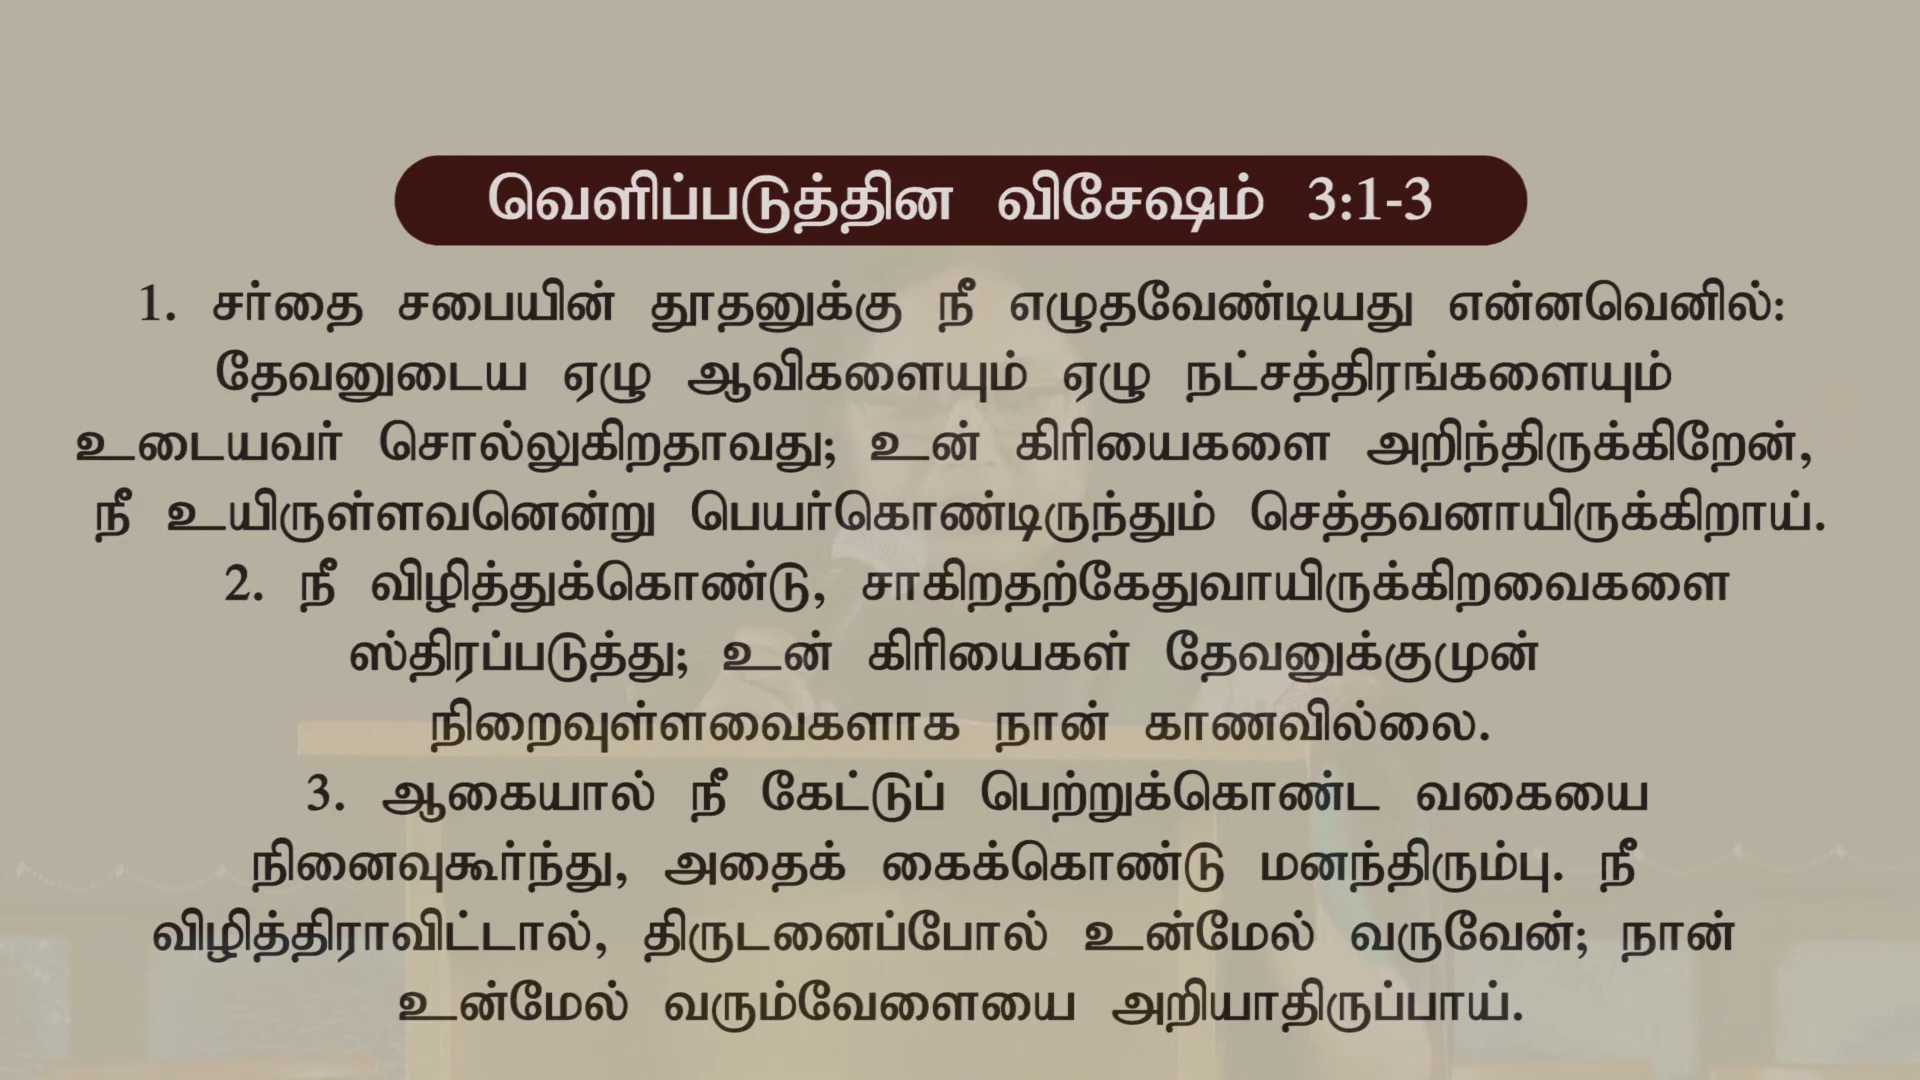 வெளிப்படுத்தின விசேஷம் 3:1-3
1. சர்தை சபையின் தூதனுக்கு நீ எழுதவேண்டியது என்னவெனில்:
தேவனுடைய ஏழு ஆவிகளையும் ஏழு நட்சத்திரங்களையும்
உடையவர் சொல்லுகிறதாவது; உன் கிரியைகளை அறிந்திருக்கிறேன்,
நீ உயிருள்ளவனென்று பெயர்கொண்டிருந்தும் செத்தவனாயிருக்கிறாய்.
2. நீ விழித்துக்கொண்டு, சாகிறதற்கேதுவாயிருக்கிறவைகளை
ஸ்திரப்படுத்து; உன் கிரியைகள் தேவனுக்குமுன்
நிறைவுள்ளவைகளாக நான் காணவில்லை.
3. ஆகையால் நீ கேட்டுப் பெற்றுக்கொண்ட வகையை
நினைவுகூர்ந்து, அதைக் கைக்கொண்டு மனந்திரும்பு. நீ
விழித்திராவிட்டால், திருடனைப்போல் உன்மேல் வருவேன்; நான்
உன்மேல் வரும்வேளையை அறியாதிருப்பாய்.